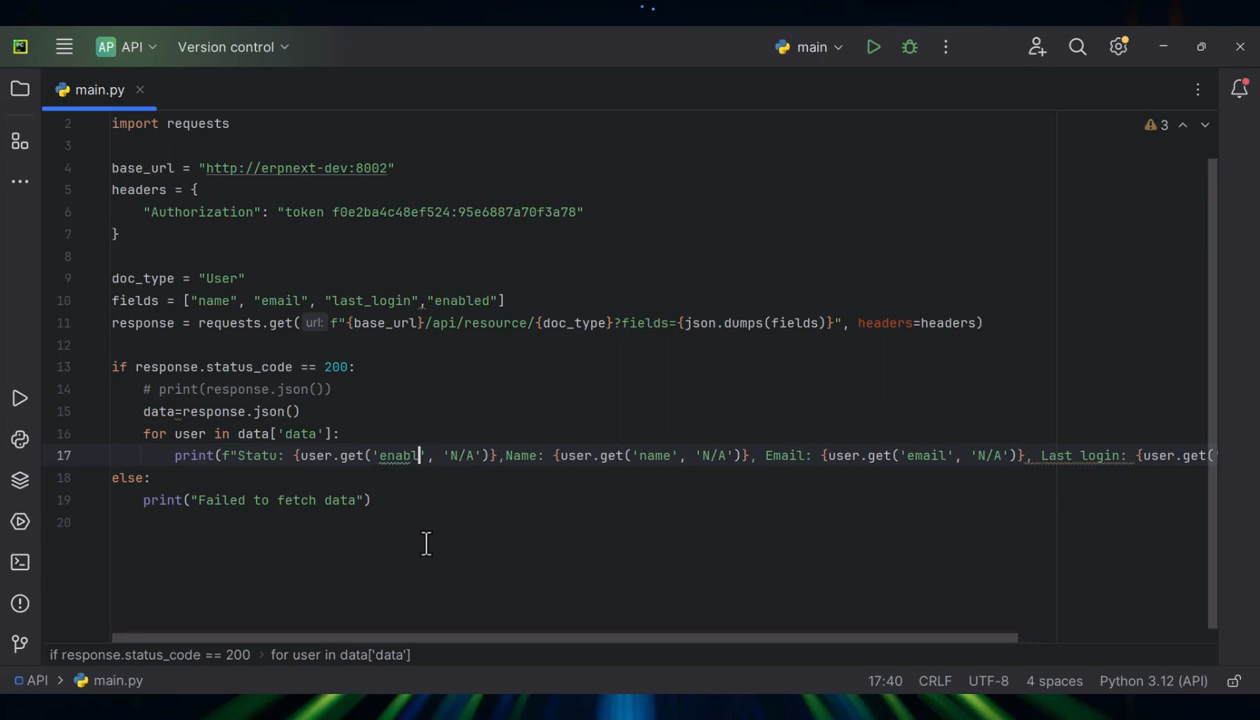 PC
AP API Version control
main
main.py
3
2 import requests
3
4 base_url = "http://erpnext-dev:8002"
5 headers = {
6 "Authorization": "token f0e2ba4c48ef524:95e6887a70f3a78"
7 }
8
9 doc_type = "User"
10 fields = ["name", "email", "last_login","enabled"]
11 response = requests.get( url: f"{base_url}/api/resource/{doc_type}?fields={json.dumps(fields)}", headers=headers)
12
13 if response.status_code == 200:
14 # print(response.json())
15 data=response.json()
16 for user in data['data']:
17 print(f"Statu: {user.get('enabl', 'N/A')},Name: {user.get('name', 'N/A')}, Email: {user.get('email', 'N/A')}, Last login: {user.get('
18 else:
19 print("Failed to fetch data")
20
if response.status_code == 200 › for user in data['data']
API > main.py 17:40 CRLF UTF-8 4 spaces Python 3.12 (API)